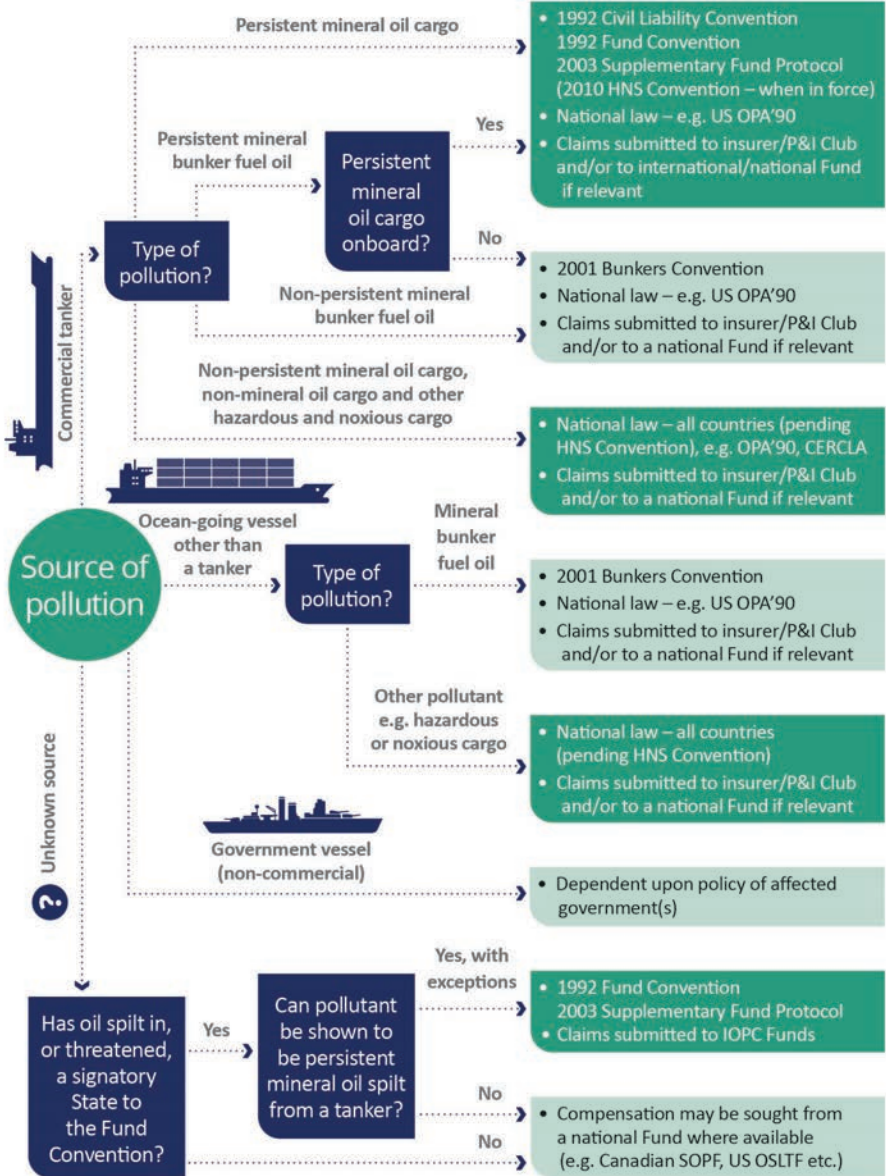 Persistent mineral oil cargo
• 1992 Civil Liability Convention
1992 Fund Convention
2003 Supplementary Fund Protocol
(2010 HNS Convention – when in force)
• National law – e.g. US OPA'90
• Claims submitted to insurer/P&I Club
and/or to international/national Fund
if relevant
Persistent mineral
bunker fuel oil
Yes
Persistent
mineral
oil cargo
onboard?
Type of
pollution?
No
• 2001 Bunkers Convention
• National law – e.g. US OPA'90
• Claims submitted to insurer/P&I Club
and/or to a national Fund if relevant
Non-persistent mineral
bunker fuel oil
Commercial tanker
Non-persistent mineral oil cargo,
non-mineral oil cargo and other
hazardous and noxious cargo
• National law – all countries (pending
HNS Convention), e.g. OPA'90, CERCLA
• Claims submitted to insurer/P&I Club
and/or to a national Fund if relevant
Ocean-going vessel
other than
a tanker
Source of
pollution
Type of
pollution?
Mineral
bunker
fuel oil
• 2001 Bunkers Convention
• National law – e.g. US OPA'90
• Claims submitted to insurer/P&I Club
and/or to a national Fund if relevant
Other pollutant
e.g. hazardous
or noxious cargo
• National law – all countries
(pending HNS Convention)
• Claims submitted to insurer/P&I Club
and/or to a national Fund if relevant
Unknown source
?
Government vessel
(non-commercial)
• Dependent upon policy of affected
government(s)
Has oil spilt in,
or threatened,
a signatory
State to
the Fund
Convention?
Yes
Can pollutant
be shown to
be persistent
mineral oil spilt
from a tanker?
Yes, with
exceptions
• 1992 Fund Convention
2003 Supplementary Fund Protocol
• Claims submitted to IOPC Funds
No
No
• Compensation may be sought from
a national Fund where available
(e.g. Canadian SOPF, US OSLTF etc.)